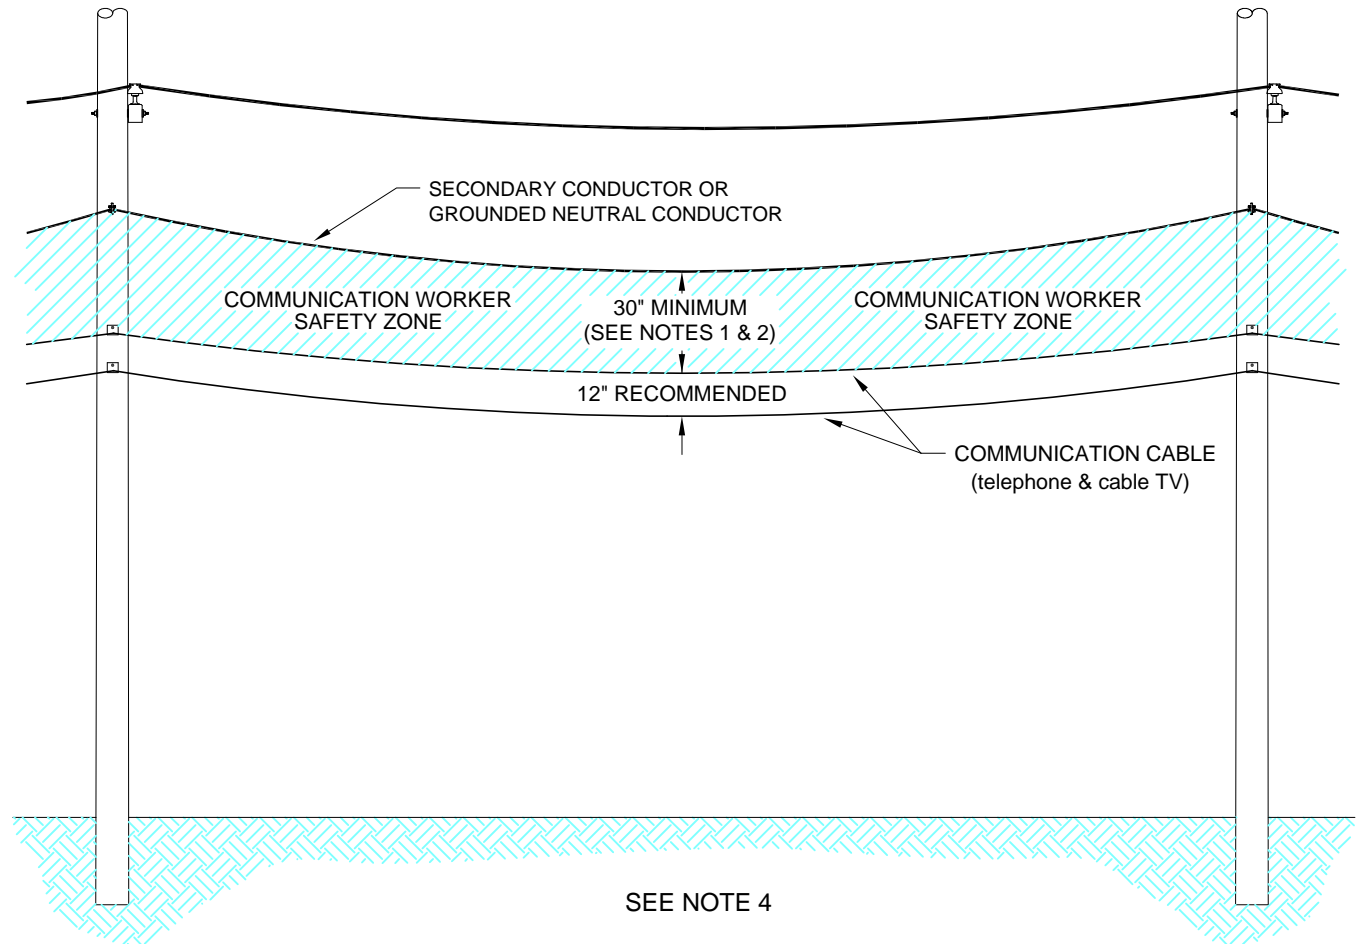 SECONDARY CONDUCTOR OR
GROUNDED NEUTRAL CONDUCTOR
COMMUNICATION WORKER
SAFETY ZONE
30" MINIMUM
(SEE NOTES 1 & 2)
COMMUNICATION WORKER
SAFETY ZONE
12" RECOMMENDED
COMMUNICATION CABLE
(telephone & cable TV)
SEE NOTE 4